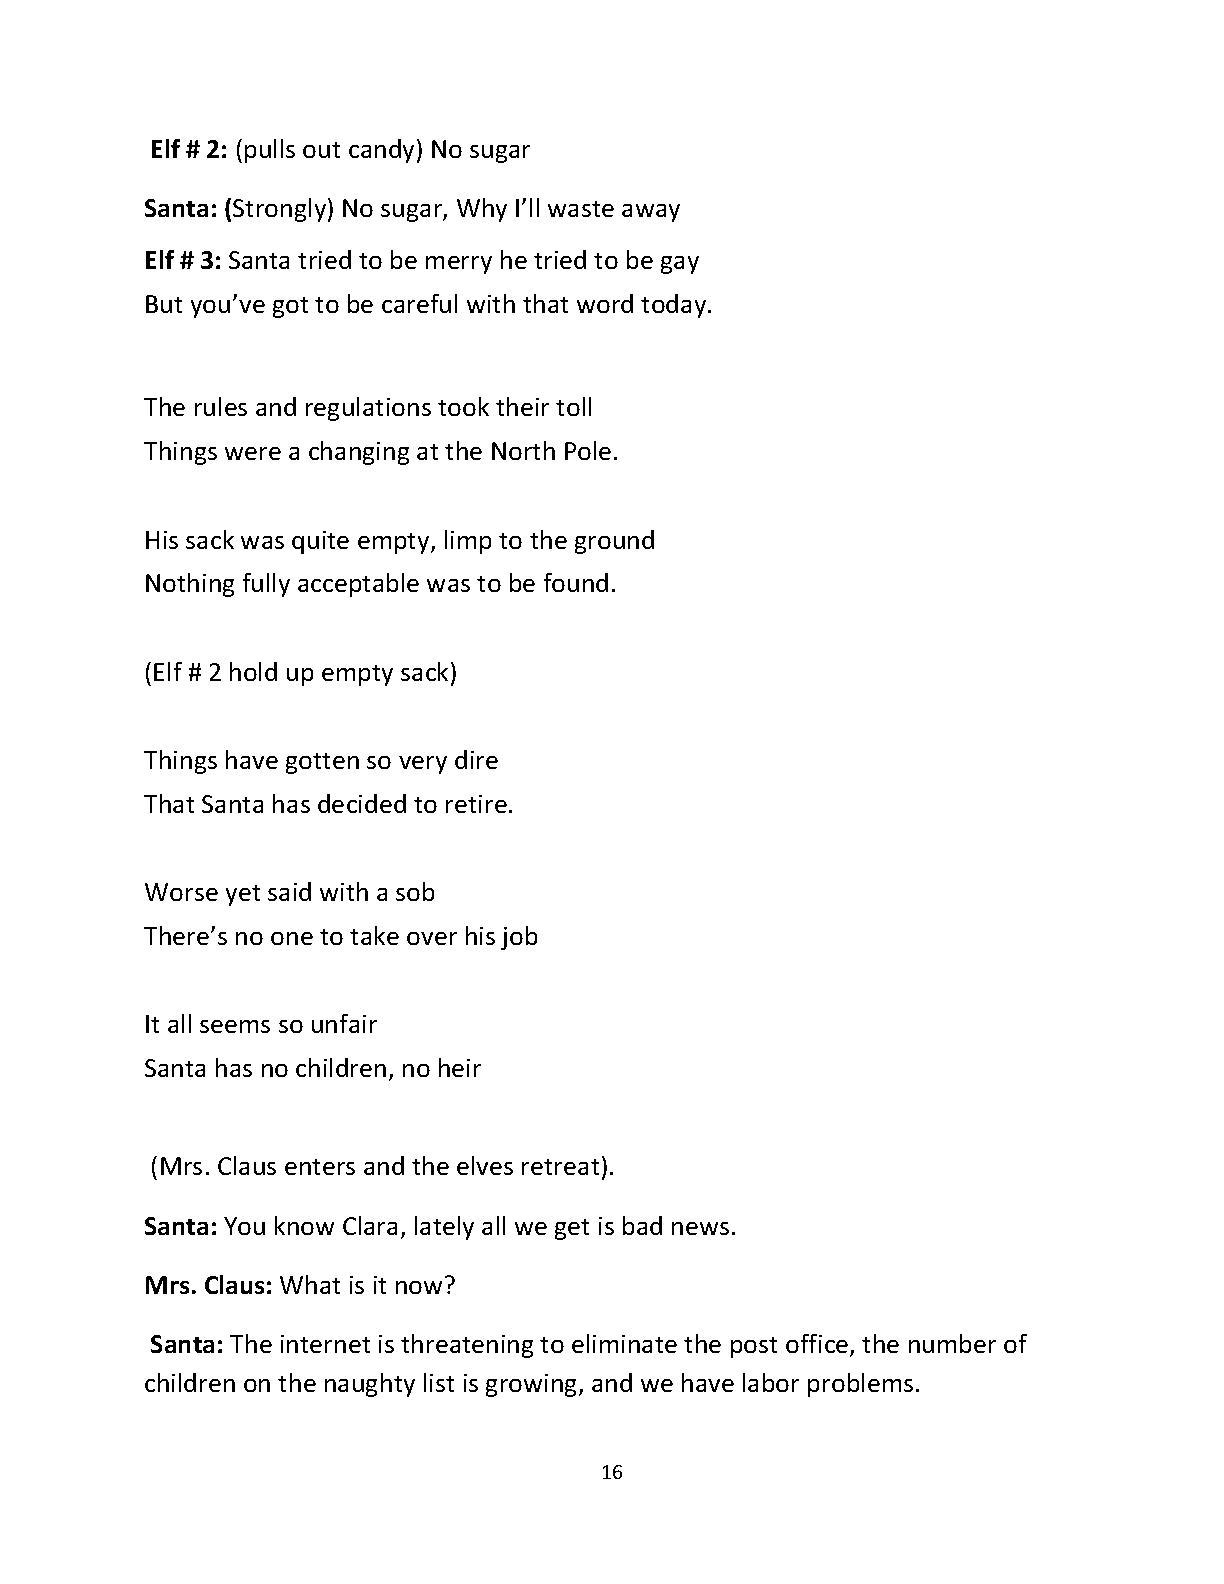 Elf # 2: (pulls out candy) No sugar
Santa: (Strongly) No sugar, Why I’ll waste away
Elf # 3: Santa tried to be merry he tried to be gay
But you’ve got to be careful with that word today.
The rules and regulations took their toll
Things were a changing at the North Pole.
His sack was quite empty, limp to the ground
Nothing fully acceptable was to be found.
(Elf # 2 hold up empty sack)
Things have gotten so very dire
That Santa has decided to retire.
Worse yet said with a sob
There’s no one to take over his job
It all seems so unfair
Santa has no children, no heir
(Mrs. Claus enters and the elves retreat).
Santa: You know Clara, lately all we get is bad news.
Mrs. Claus: What is it now?
Santa: The internet is threatening to eliminate the post office, the number of
children on the naughty list is growing, and we have labor problems.
16